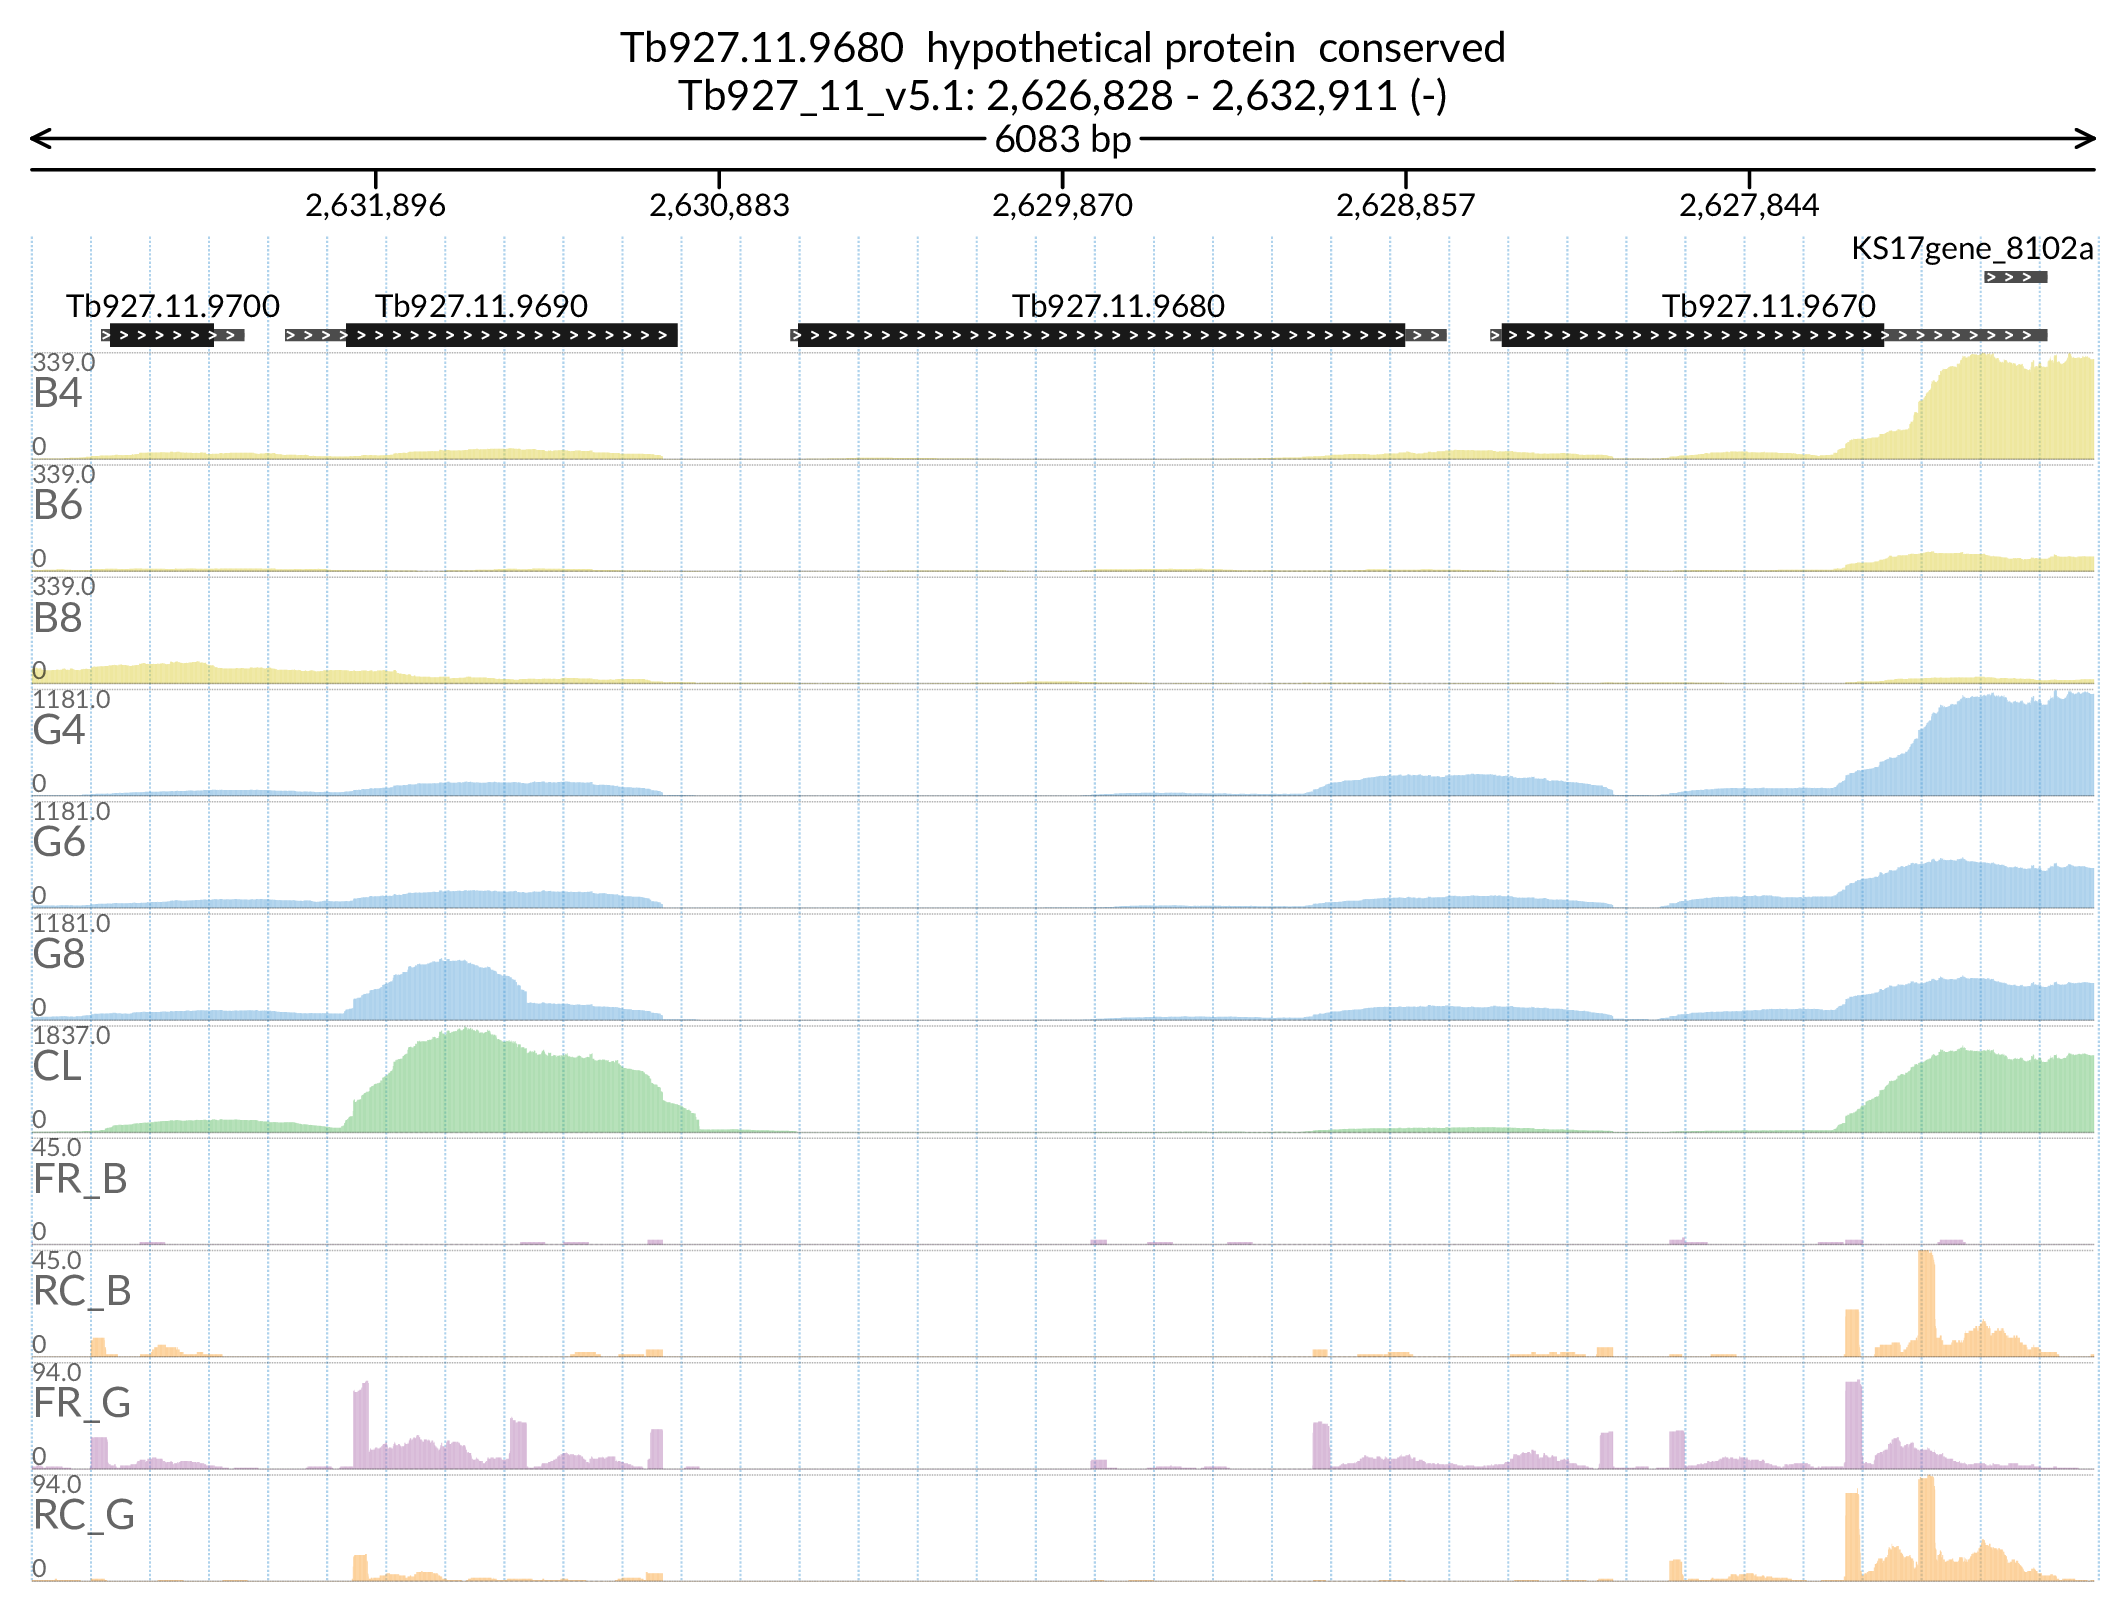 Tb927.11.9680  hypothetical protein  conserved
Tb927_11_v5.1: 2,626,828 - 2,632,911 (-)
6083 bp
2,631,896 2,630,883 2,629,870 2,628,857 2,627,844
KS17gene_8102a
Tb927.11.9700 Tb927.11.9690 Tb927.11.9680 Tb927.11.9670
339.0
B4
0
339.0
B6
0
339.0
B8
0
1181.0
G4
0
1181.0
G6
0
1181.0
G8
0
1837.0
CL
0
45.0
FR_B
0
45.0
RC_B
0
94.0
FR_G
0
94.0
RC_G
0